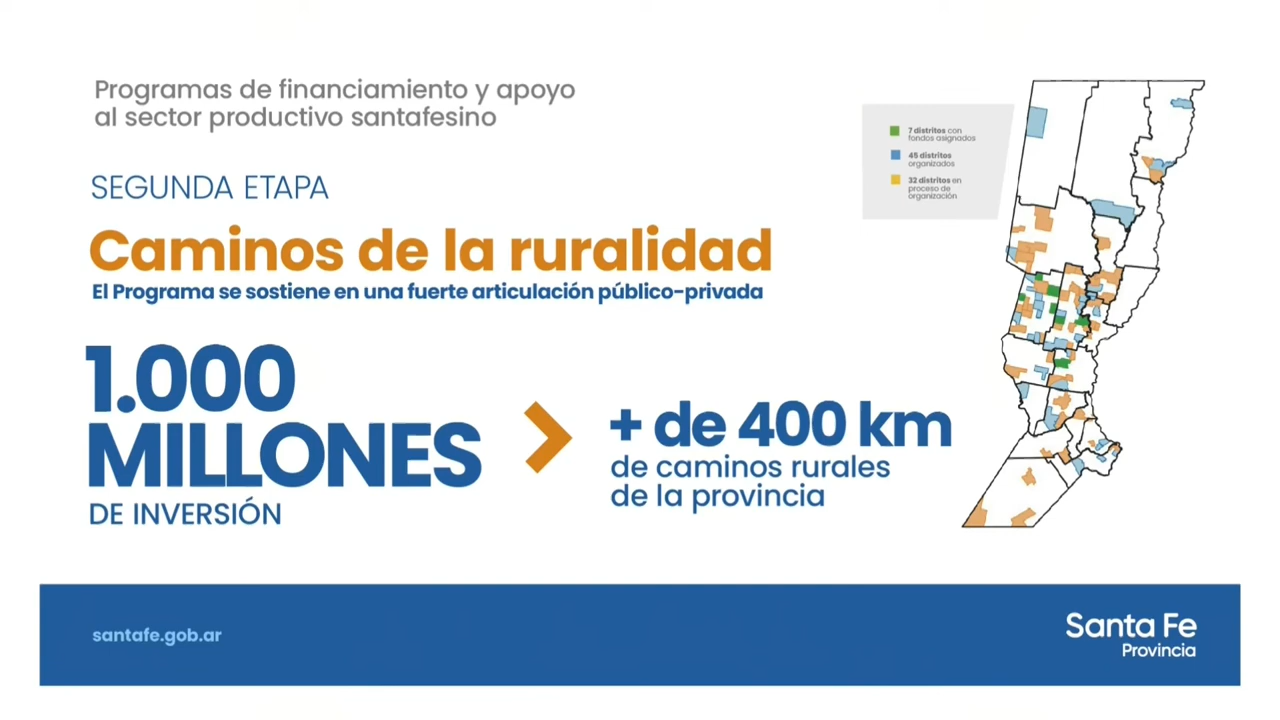 Programas de financiamiento y apoyo
al sector productivo santafesino
SEGUNDA ETAPA
Caminos de la ruralidad
El Programa se sostiene en una fuerte articulación público-privada
1.000
MILLONES
DE INVERSIÓN
+ de 400 km
de caminos rurales
de la provincia
7 distritos con
fondos asignados
45 distritos
organizados
32 distritos en
proceso de
organización
santafe.gob.ar
Santa Fe
Provincia